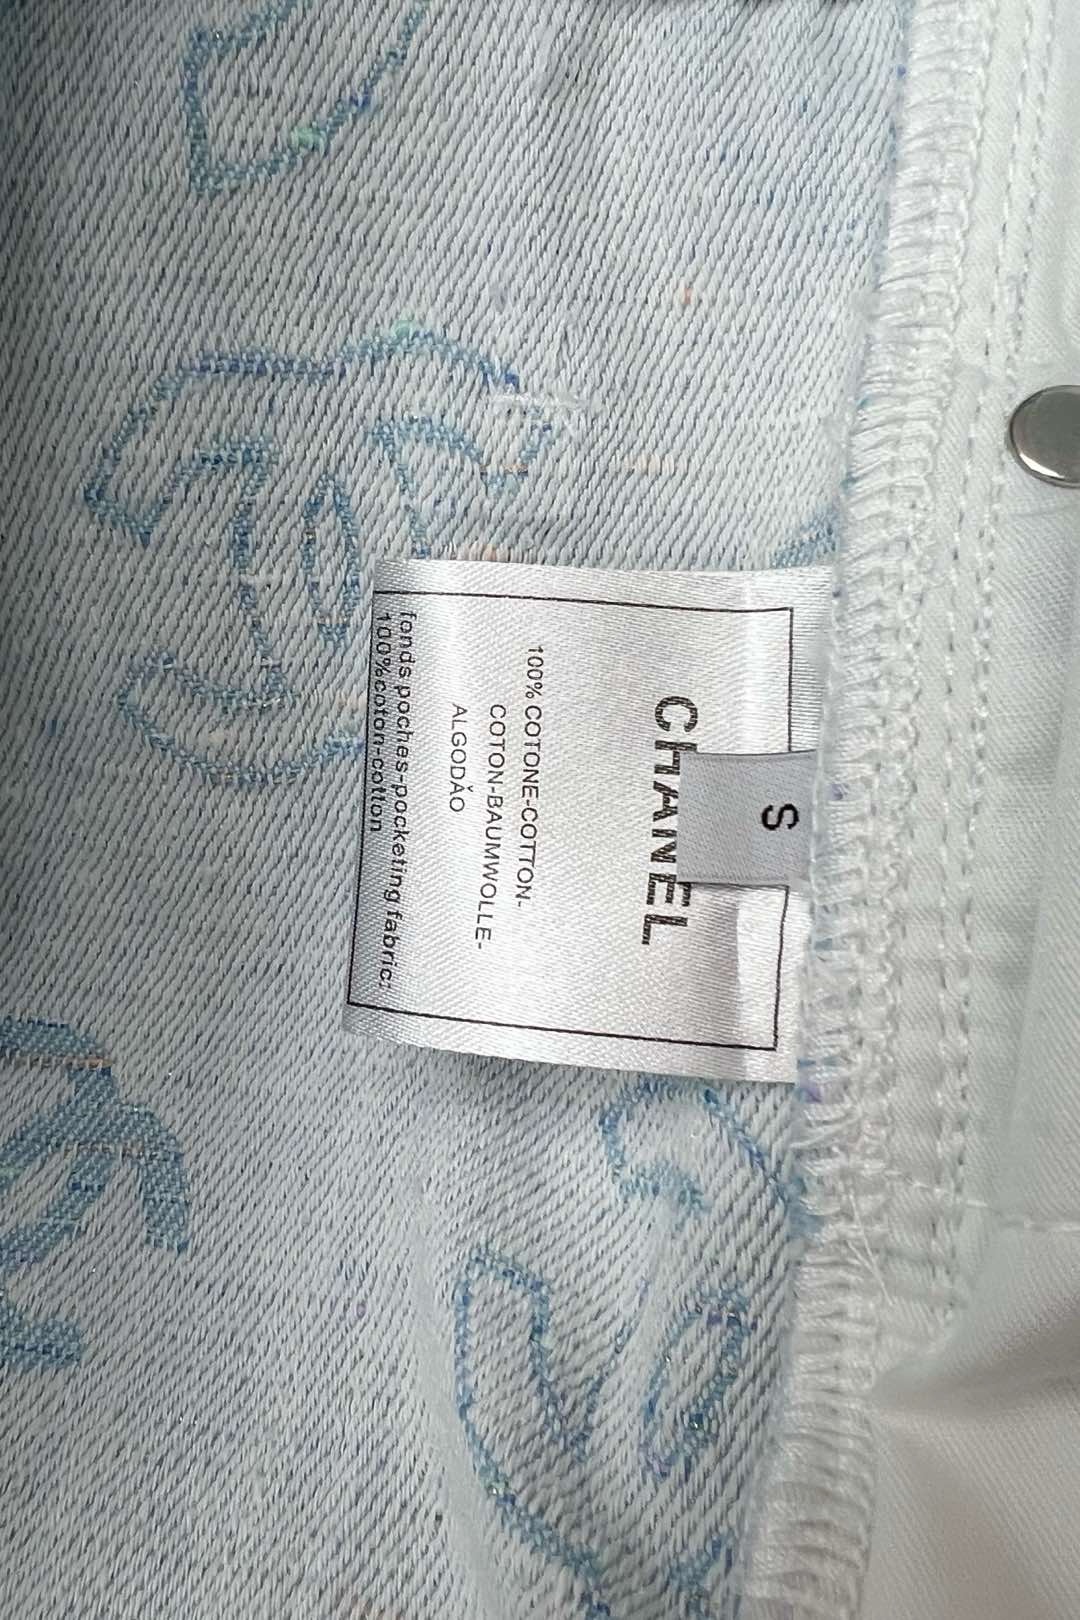 S
CHANEL
100% COTONE-COTTON-
COTON-BAUMWOLLE-
ALGODÃO
fonds poches-pocketing fabric:
100%coton-cotton